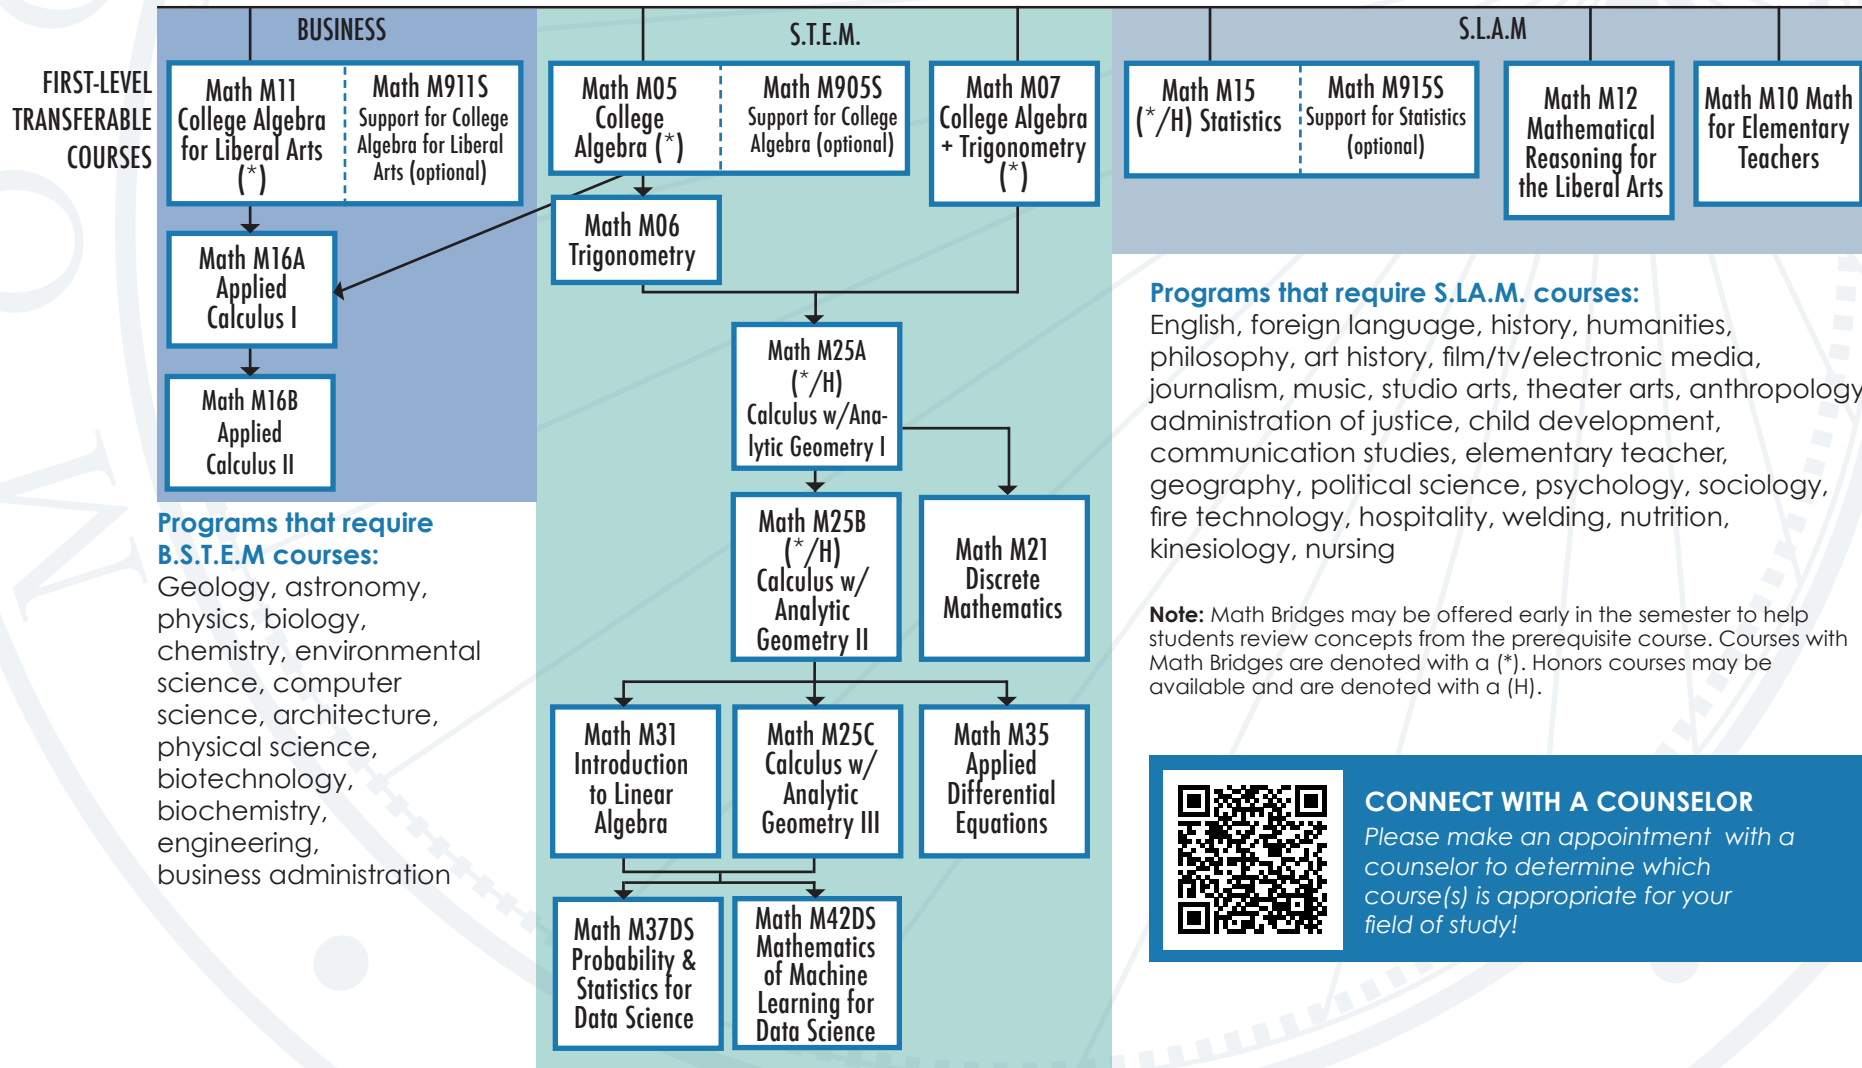 BUSINESS
S.T.E.M.
S.L.A.M
FIRST-LEVEL
TRANSFERABLE
COURSES
Math M11
College Algebra
for Liberal Arts
(*)
Math M911S
Support for College
Algebra for Liberal
Arts (optional)
Math M05
College
Algebra (*)
Math M905S
Support for College
Algebra (optional)
Math M07
College Algebra
+ Trigonometry
(*)
Math M15
(*/H) Statistics
Math M915S
Support for Statistics
(optional)
Math M12
Mathematical
Reasoning for
the Liberal Arts
Math M10 Math
for Elementary
Teachers
Math M16A
Applied
Calculus I
Math M06
Trigonometry
Math M16B
Applied
Calculus II
Math M25A
(*/H)
Calculus w/Ana-
lytic Geometry I
Math M25B
(*/H)
Calculus w/
Analytic
Geometry II
Math M21
Discrete
Mathematics
Math M31
Introduction
to Linear
Algebra
Math M25C
Calculus w/
Analytic
Geometry III
Math M35
Applied
Differential
Equations
Math M37DS
Probability &
Statistics for
Data Science
Math M42DS
Mathematics
of Machine
Learning for
Data Science
Programs that require
B.S.T.E.M courses:
Geology, astronomy,
physics, biology,
chemistry, environmental
science, computer
science, architecture,
physical science,
biotechnology,
biochemistry,
engineering,
business administration
Programs that require S.LA.M. courses:
English, foreign language, history, humanities,
philosophy, art history, film/tv/electronic media,
journalism, music, studio arts, theater arts, anthropology
administration of justice, child development,
communication studies, elementary teacher,
geography, political science, psychology, sociology,
fire technology, hospitality, welding, nutrition,
kinesiology, nursing
Note: Math Bridges may be offered early in the semester to help
students review concepts from the prerequisite course. Courses with
Math Bridges are denoted with a (*). Honors courses may be
available and are denoted with a (H).
CONNECT WITH A COUNSELOR
Please make an appointment with a
counselor to determine which
course(s) is appropriate for your
field of study!